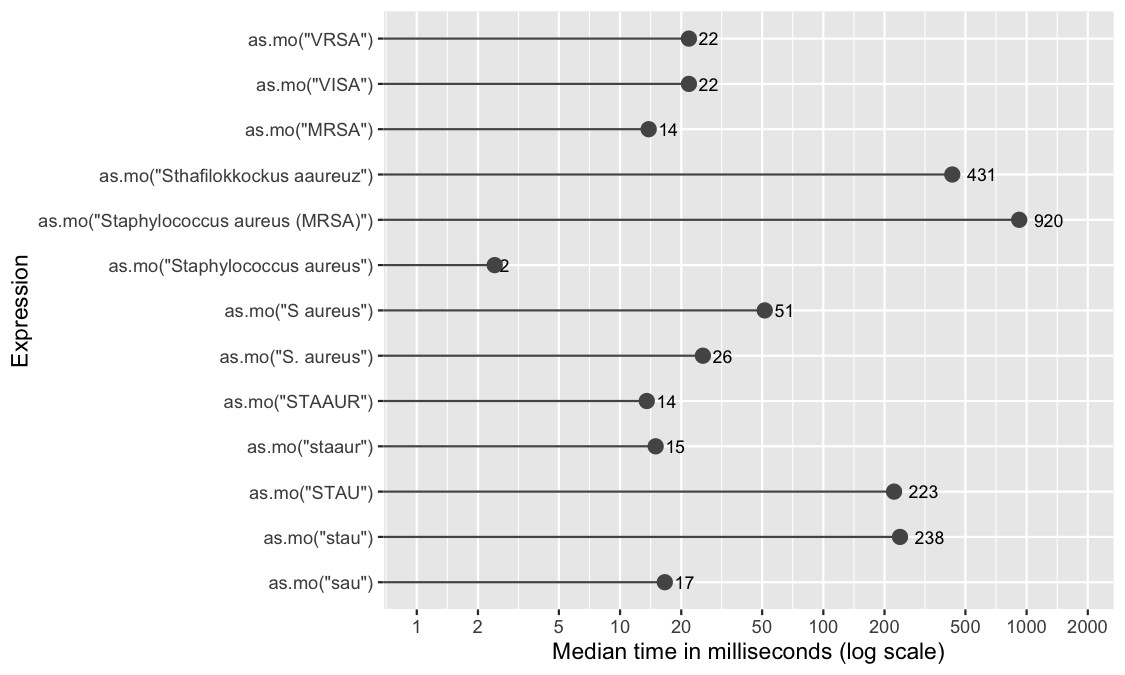 as.mo("VRSA") 22
as.mo("VISA") 22
as.mo("MRSA") 14
as.mo("Sthafilokkockus aaureuz") 431
as.mo("Staphylococcus aureus (MRSA)") 920
as.mo("Staphylococcus aureus") 2
as.mo("S aureus") 51
as.mo("S. aureus") 26
as.mo("STAAUR") 14
as.mo("staaur") 15
as.mo("STAU") 223
as.mo("stau") 238
as.mo("sau") 17
Expression
1 2 5 10 20 50 100 200 500 1000 2000
Median time in milliseconds (log scale)